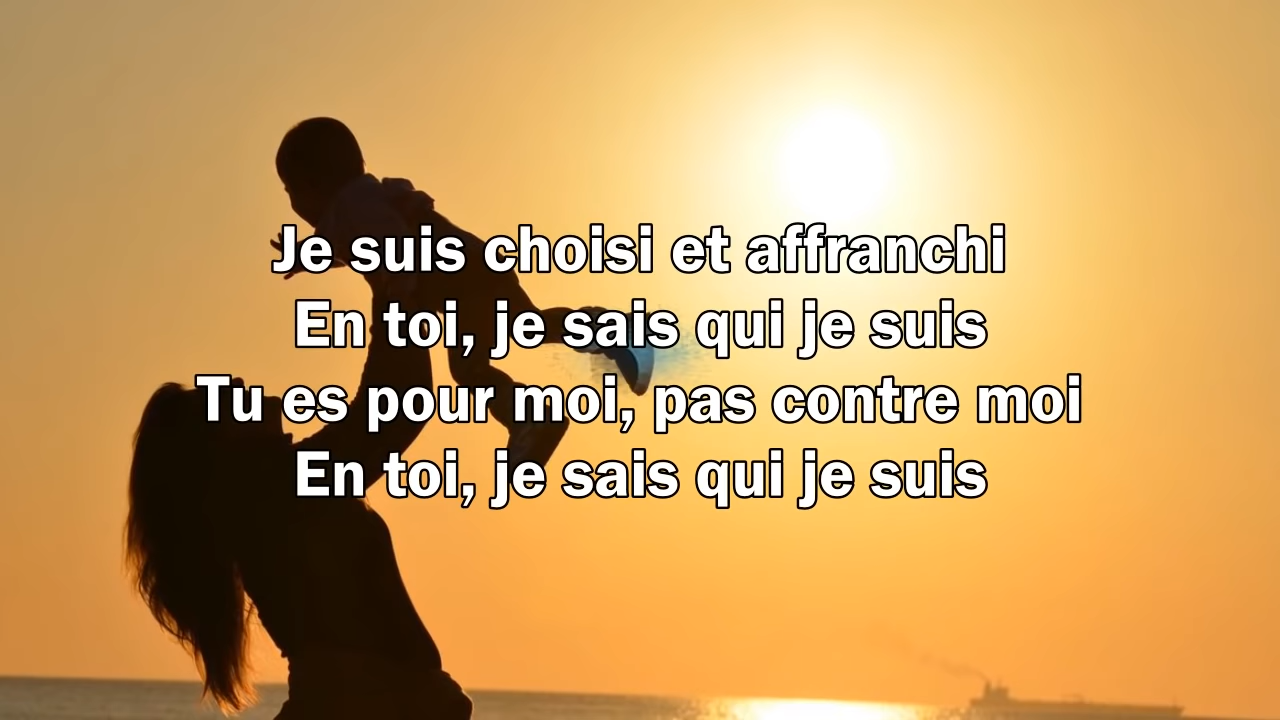 Je suis choisi et affranchi
En toi, je sais qui je suis
Tu es pour moi, pas contre moi
En toi, je sais qui je suis